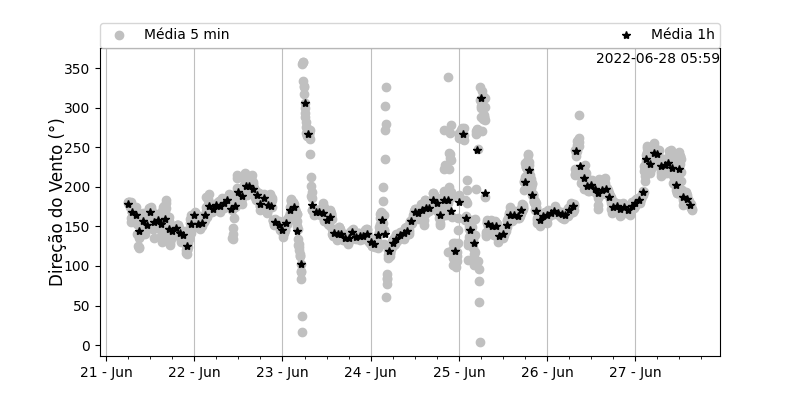 Média 5 min
Média 1h
2022-06-28 05:59
Direção do Vento (°)
350
300
250
200
150
100
50
0
21 - Jun
22 - Jun
23 - Jun
24 - Jun
25 - Jun
26 - Jun
27 - Jun